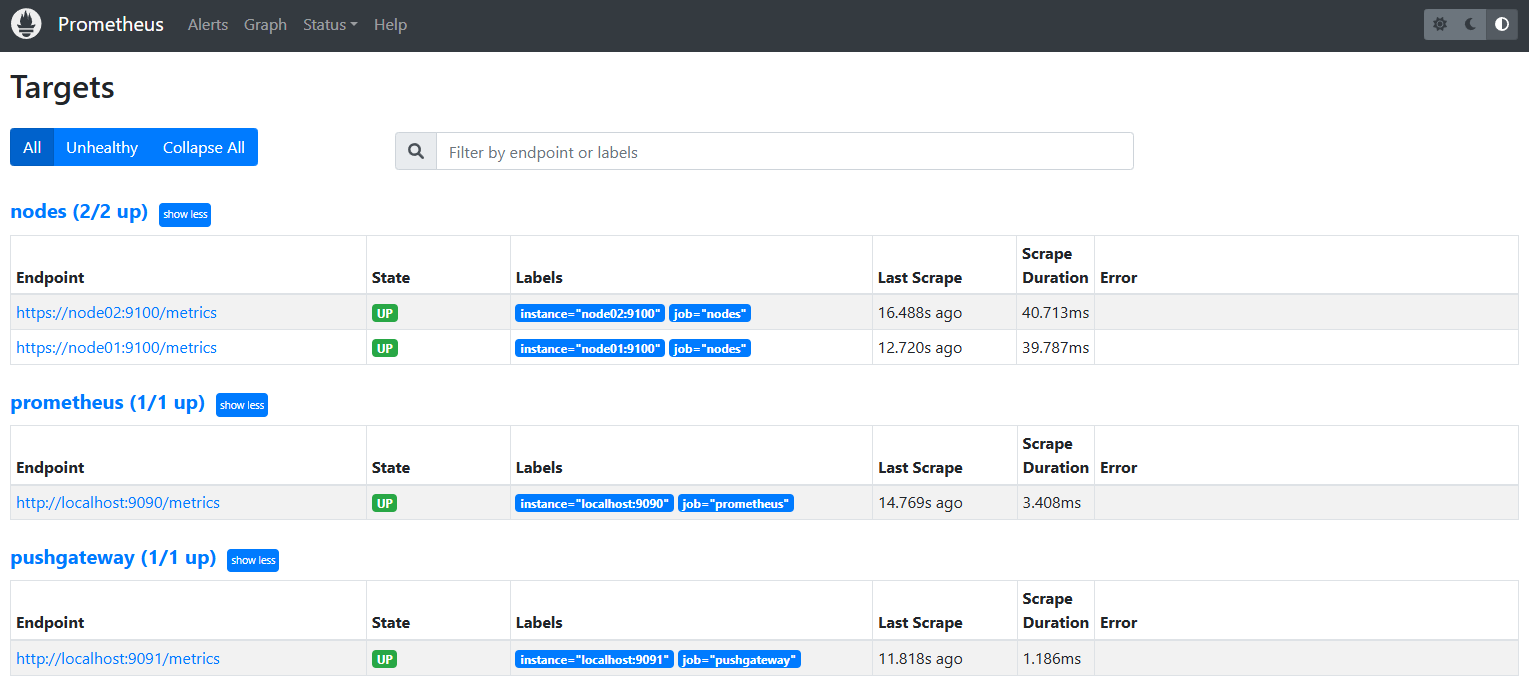 Prometheus Alerts Graph Status Help
Targets
All Unhealthy Collapse All
Filter by endpoint or labels
nodes (2/2 up) show less
Endpoint State Labels Last Scrape Scrape Duration Error
https://node02:9100/metrics UP instance="node02:9100" job="nodes" 16.488s ago 40.713ms
https://node01:9100/metrics UP instance="node01:9100" job="nodes" 12.720s ago 39.787ms
prometheus (1/1 up) show less
Endpoint State Labels Last Scrape Scrape Duration Error
http://localhost:9090/metrics UP instance="localhost:9090" job="prometheus" 14.769s ago 3.408ms
pushgateway (1/1 up) show less
Endpoint State Labels Last Scrape Scrape Duration Error
http://localhost:9091/metrics UP instance="localhost:9091" job="pushgateway" 11.818s ago 1.186ms